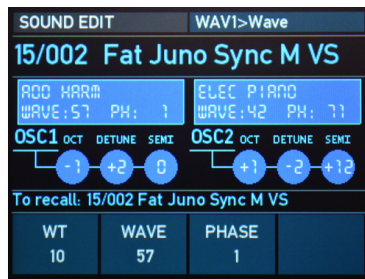 SOUND EDIT WAV1>Wave
15/002 Fat Juno Sync M VS
ADD HARM ELEC PIANO
WAVE:57 PH: 1 WAVE:42 PH: 71
OSC1 OCT DETUNE SEMI OSC2 OCT DETUNE SEMI
-1 +2 0 +1 -2 +12
To recall: 15/002 Fat Juno Sync M VS
WT WAVE PHASE
10 57 1